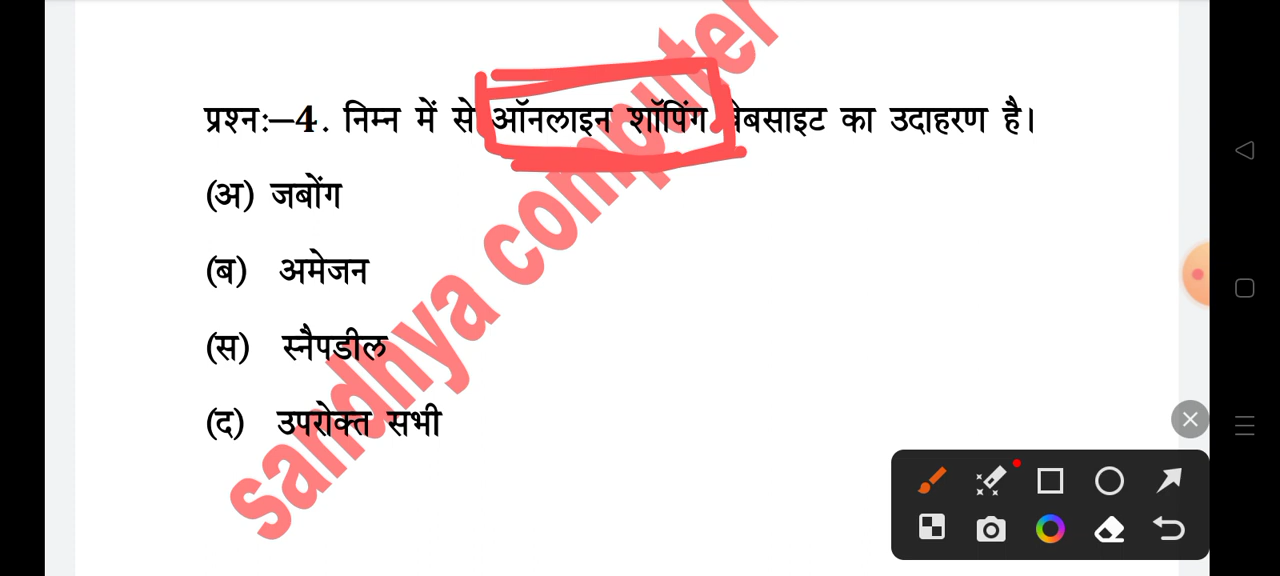 प्रश्नः–4. निम्न में से ऑनलाइन शॉपिंग वेबसाइट का उदाहरण है।
(अ) जबोंग
(ब) अमेजन
(स) स्नैपडील
(द) उपरोक्त सभी
sandhya computer